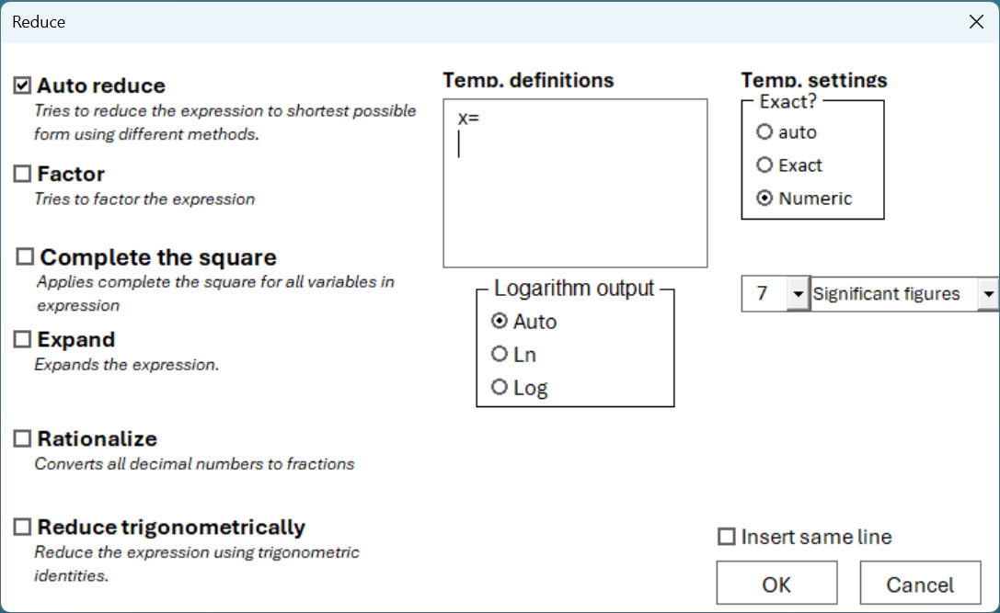 Reduce
Auto reduce
Tries to reduce the expression to shortest possible
form using different methods.
Factor
Tries to factor the expression
Complete the square
Applies complete the square for all variables in
expression
Expand
Expands the expression.
Rationalize
Converts all decimal numbers to fractions
Reduce trigonometrically
Reduce the expression using trigonometric
identities.
Temp. definitions
x=
Logarithm output
Auto
Ln
Log
Temp. settings
Exact?
auto
Exact
Numeric
7 Significant figures
Insert same line
OK Cancel